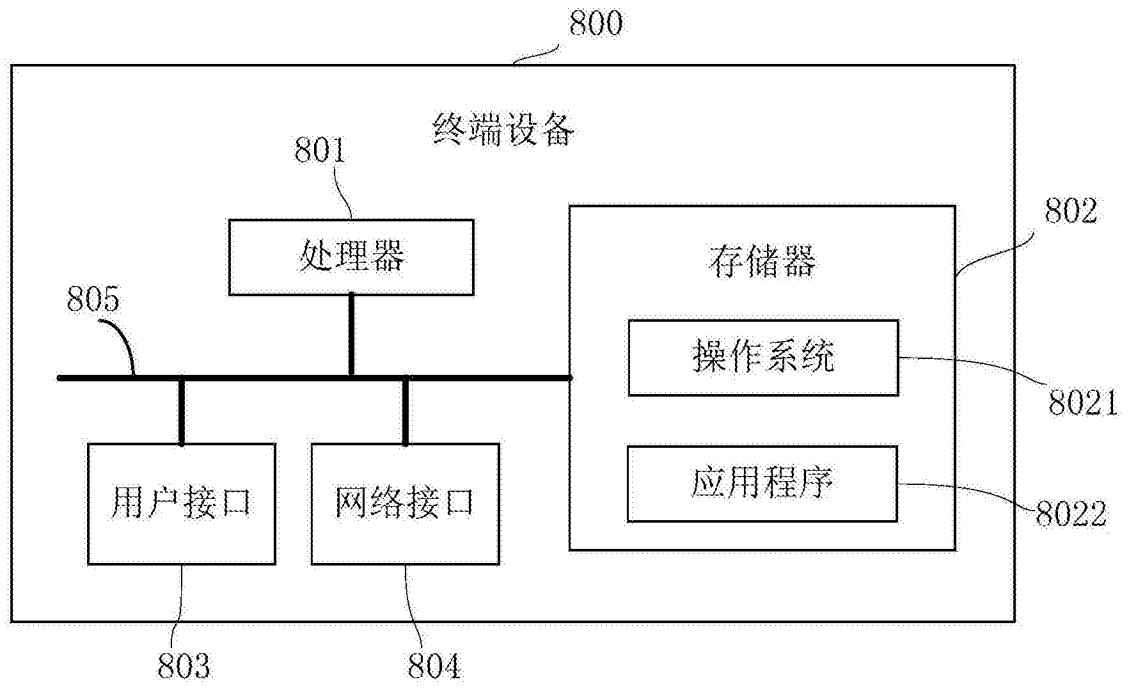 800
终端设备
801
处理器
802
存储器
805
操作系统
8021
用户接口
网络接口
应用程序
8022
803
804